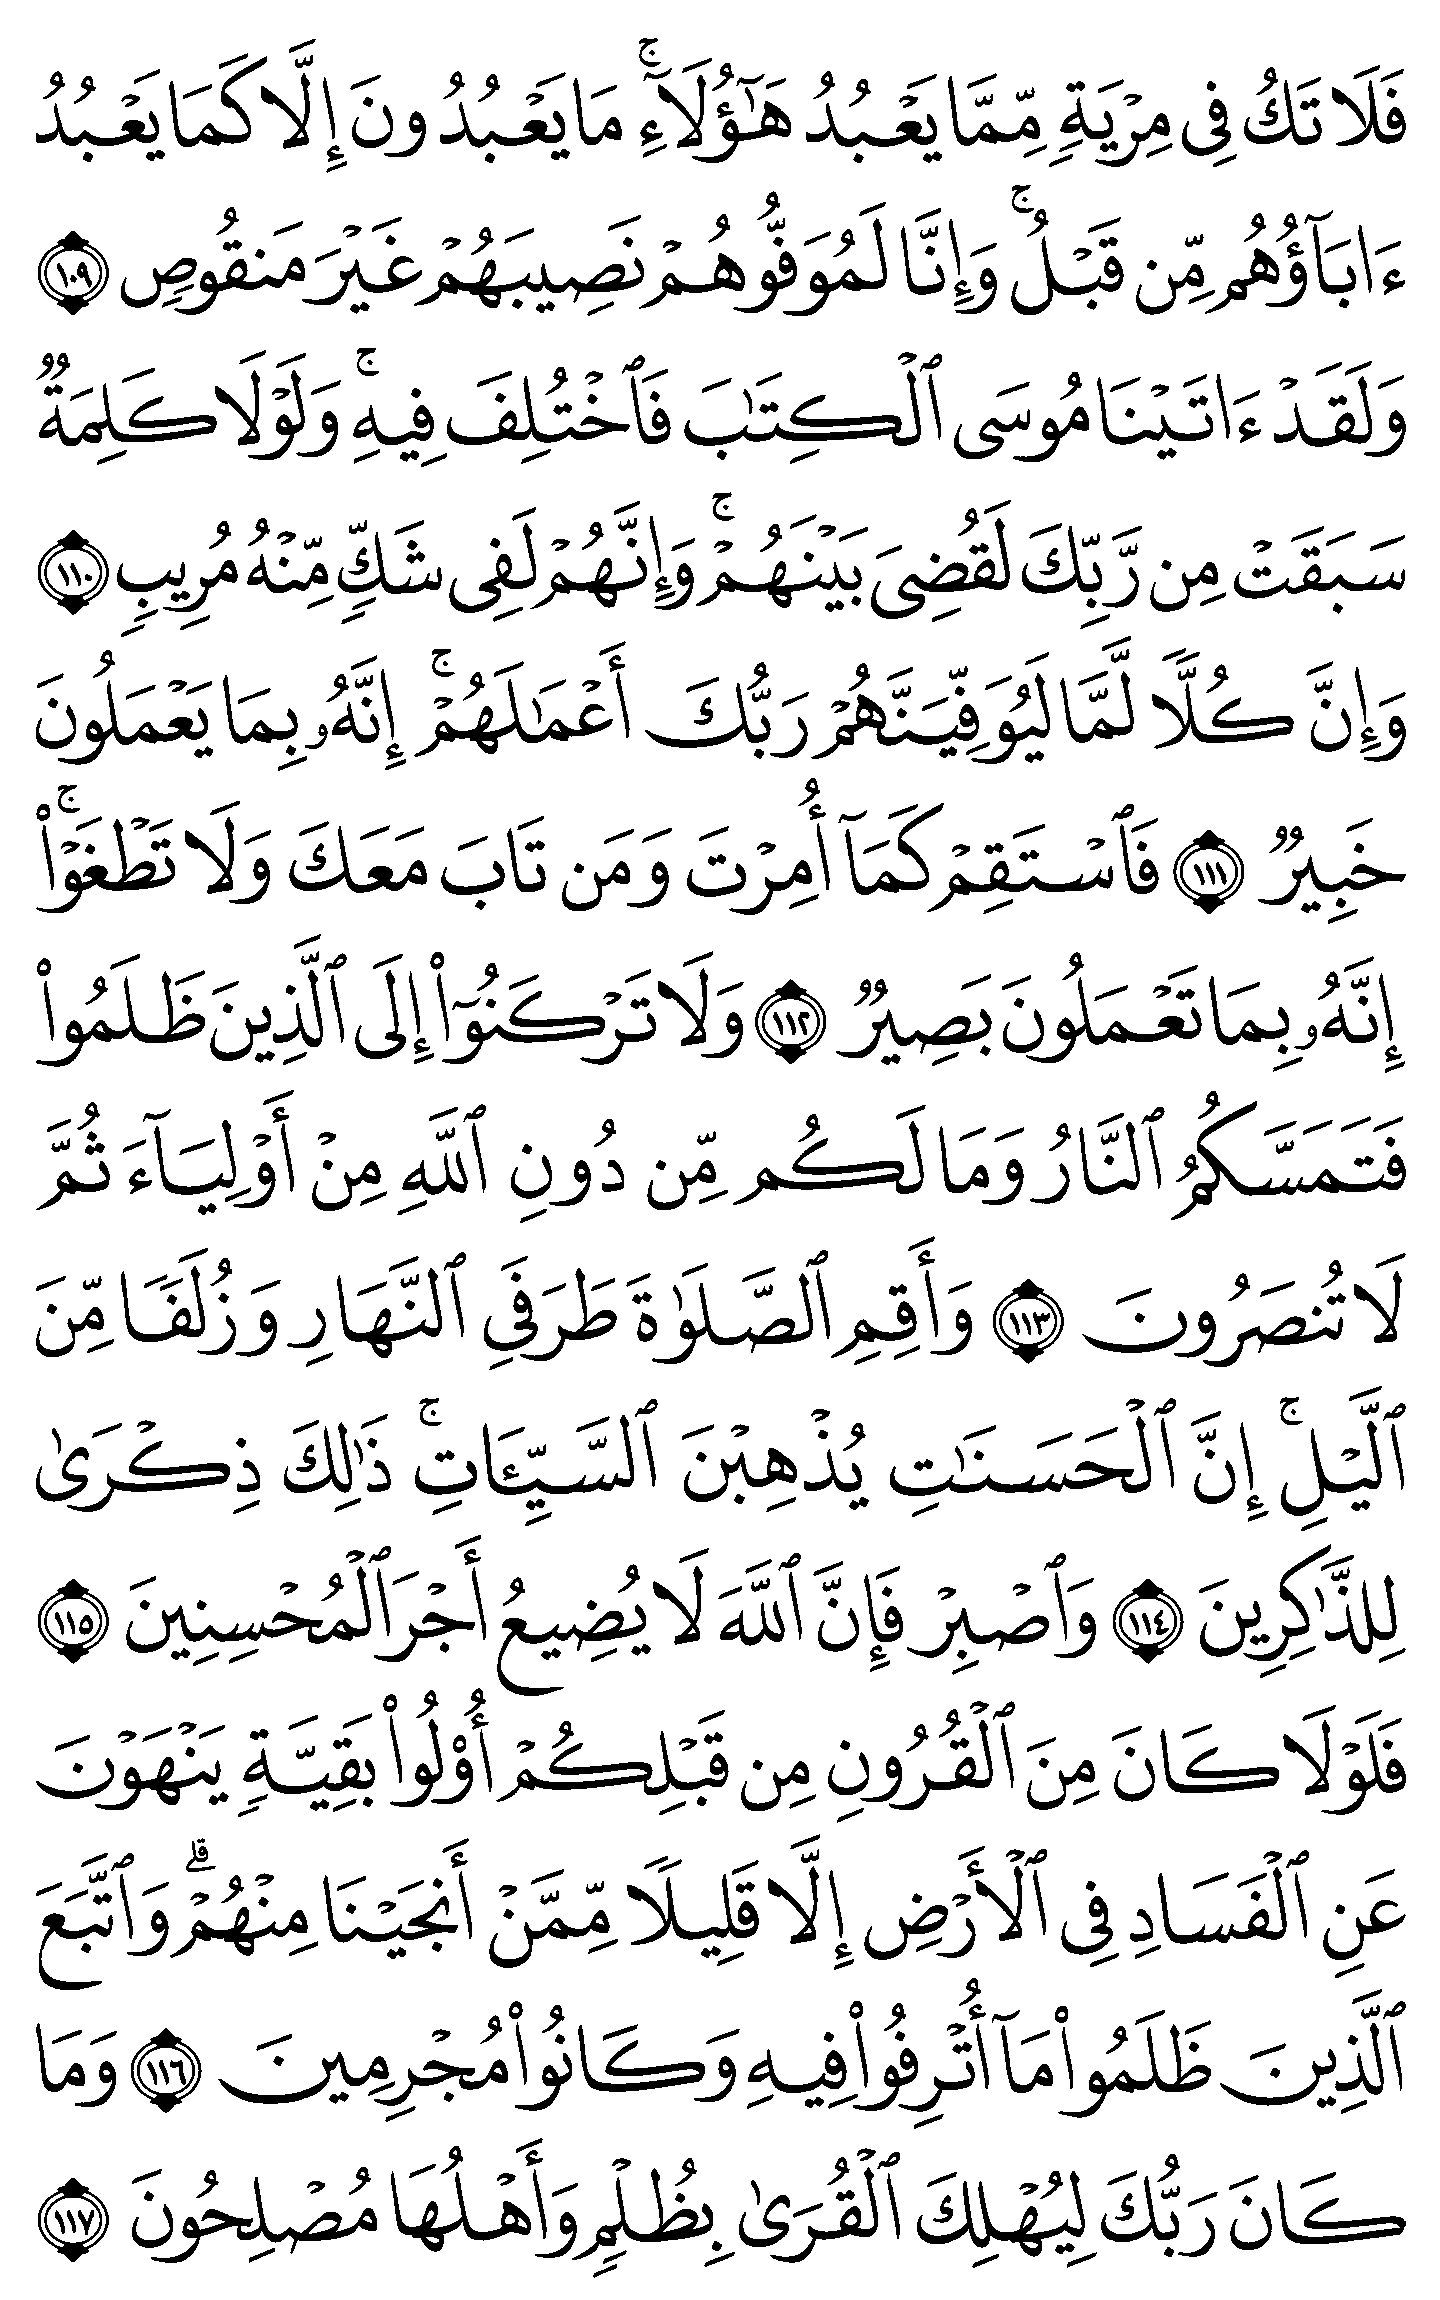 فَلَا تَكُ فِى مِرْيَةٍ مِّمَّا يَعْبُدُ هَٰٓؤُلَآءِ ۚ مَا يَعْبُدُونَ إِلَّا كَمَا يَعْبُدُ
ءَابَآؤُهُم مِّن قَبْلُ ۚ وَإِنَّا لَمُوَفُّوهُمْ نَصِيبَهُمْ غَيْرَ مَنقُوصٍ ۝١٠٩
وَلَقَدْ ءَاتَيْنَا مُوسَى ٱلْكِتَٰبَ فَٱخْتُلِفَ فِيهِ ۚ وَلَوْلَا كَلِمَةٌ
سَبَقَتْ مِن رَّبِّكَ لَقُضِىَ بَيْنَهُمْ ۚ وَإِنَّهُمْ لَفِى شَكٍّ مِّنْهُ مُرِيبٍ ۝١١٠
وَإِنَّ كُلًّا لَّمَّا لَيُوَفِّيَنَّهُمْ رَبُّكَ أَعْمَٰلَهُمْ ۚ إِنَّهُۥ بِمَا يَعْمَلُونَ
خَبِيرٌ ۝١١١ فَٱسْتَقِمْ كَمَآ أُمِرْتَ وَمَن تَابَ مَعَكَ وَلَا تَطْغَوْا۟ ۚ
إِنَّهُۥ بِمَا تَعْمَلُونَ بَصِيرٌ ۝١١٢ وَلَا تَرْكَنُوٓا۟ إِلَى ٱلَّذِينَ ظَلَمُوا۟
فَتَمَسَّكُمُ ٱلنَّارُ وَمَا لَكُم مِّن دُونِ ٱللَّهِ مِنْ أَوْلِيَآءَ ثُمَّ
لَا تُنصَرُونَ ۝١١٣ وَأَقِمِ ٱلصَّلَوٰةَ طَرَفَىِ ٱلنَّهَارِ وَزُلَفًا مِّنَ
ٱلَّيْلِ ۚ إِنَّ ٱلْحَسَنَٰتِ يُذْهِبْنَ ٱلسَّيِّـَٔاتِ ۚ ذَٰلِكَ ذِكْرَىٰ
لِلذَّٰكِرِينَ ۝١١٤ وَٱصْبِرْ فَإِنَّ ٱللَّهَ لَا يُضِيعُ أَجْرَ ٱلْمُحْسِنِينَ ۝١١٥
فَلَوْلَا كَانَ مِنَ ٱلْقُرُونِ مِن قَبْلِكُمْ أُو۟لُوا۟ بَقِيَّةٍ يَنْهَوْنَ
عَنِ ٱلْفَسَادِ فِى ٱلْأَرْضِ إِلَّا قَلِيلًا مِّمَّنْ أَنجَيْنَا مِنْهُمْ ۗ وَٱتَّبَعَ
ٱلَّذِينَ ظَلَمُوا۟ مَآ أُتْرِفُوا۟ فِيهِ وَكَانُوا۟ مُجْرِمِينَ ۝١١٦ وَمَا
كَانَ رَبُّكَ لِيُهْلِكَ ٱلْقُرَىٰ بِظُلْمٍ وَأَهْلُهَا مُصْلِحُونَ ۝١١٧